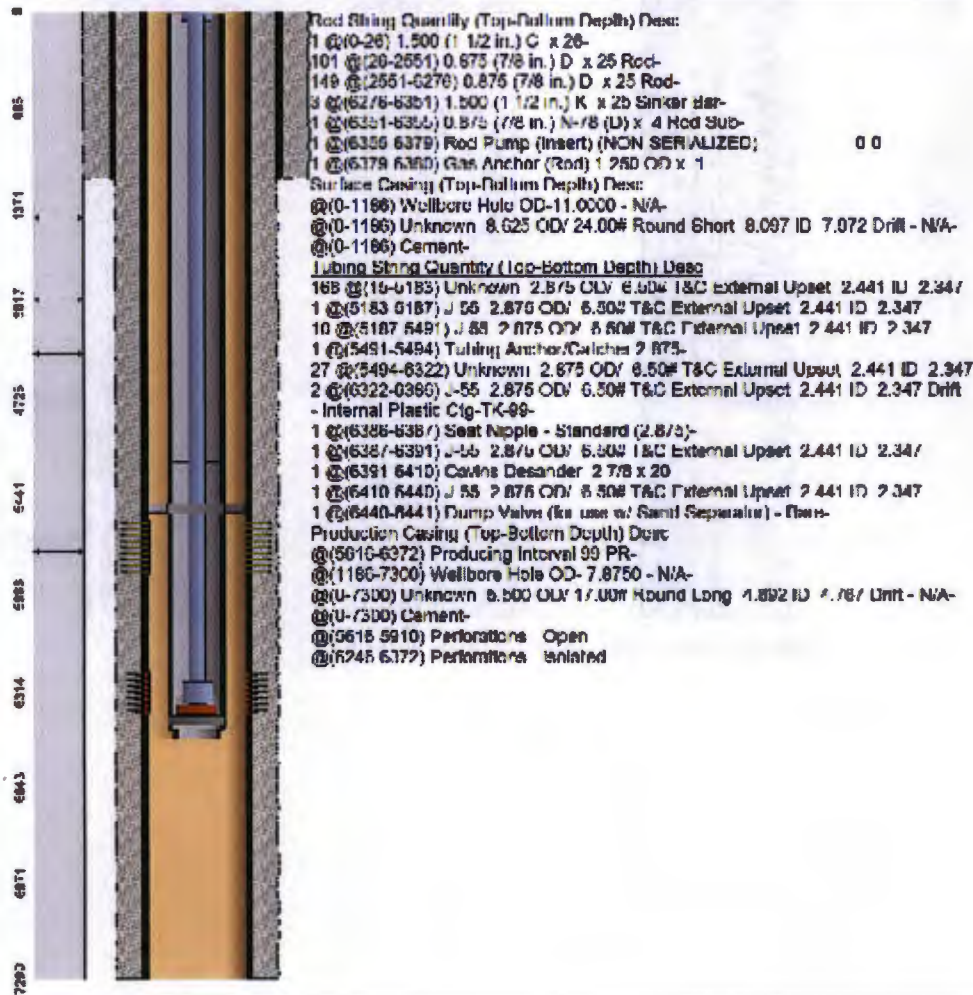 Rod String Quantity (Top-Bottom Depth) Desc:
1 @(0-26) 1.500 (1 1/2 in.) C x 26-
101 @(26-2551) 0.875 (7/8 in.) D x 25 Rod-
149 @(2551-6276) 0.875 (7/8 in.) D x 25 Rod-
3 @(6276-6351) 1.500 (1 1/2 in.) K x 25 Sinker Bar-
1 @(6351-6355) 0.875 (7/8 in.) N-78 (D) x 4 Rod Sub-
1 @(6355 6379) Rod Pump (Insert) (NON SERIALIZED) 0 0
1 @(6379 6380) Gas Anchor (Rod) 1 250 OD x 1
Surface Casing (Top-Bottom Depth) Desc:
@(0-1186) Wellbore Hole OD-11.0000 - N/A-
@(0-1186) Unknown 8.625 OD/ 24.00# Round Short 8.097 ID 7.972 Drift - N/A-
@(0-1186) Cement-
Tubing String Quantity (Top-Bottom Depth) Desc
168 @(15-5183) Unknown 2.875 OD/ 6.50# T&C External Upset 2.441 ID 2.347
1 @(5183 5187) J 55 2.875 OD/ 6.50# T&C External Upset 2.441 ID 2.347
10 @(5187 5491) J 55 2.875 OD/ 6.50# T&C External Upset 2.441 ID 2.347
1 @(5491-5494) Tubing Anchor/Catcher 2.875-
27 @(5494-6322) Unknown 2.875 OD/ 6.50# T&C External Upset 2.441 ID 2.347
2 @(6322-6386) J-55 2.875 OD/ 6.50# T&C External Upset 2.441 ID 2.347 Drift
- Internal Plastic Ctg-TK-99-
1 @(6386-6387) Seat Nipple - Standard (2.875)-
1 @(6387-6391) J-55 2.875 OD/ 6.50# T&C External Upset 2.441 ID 2.347
1 @(6391 6410) Cavins Desander 2 7/8 x 20
1 @(6410 6440) J 55 2.875 OD/ 6.50# T&C External Upset 2.441 ID 2.347
1 @(6440-6441) Dump Valve (for use w/ Sand Separator) -
Production Casing (Top-Bottom Depth) Desc
@(5616-6372) Producing Interval 99 PR-
@(1186-7300) Wellbore Hole OD- 7.8750 - N/A-
@(0-7300) Unknown 5.500 OD/ 17.00# Round Long 4.892 ID 4.767 Drift - N/A-
@(0-7300) Cement-
@(5616 5910) Perforations Open
@(6245 6372) Perforations Isolated
0
1371
4725
6314
7293